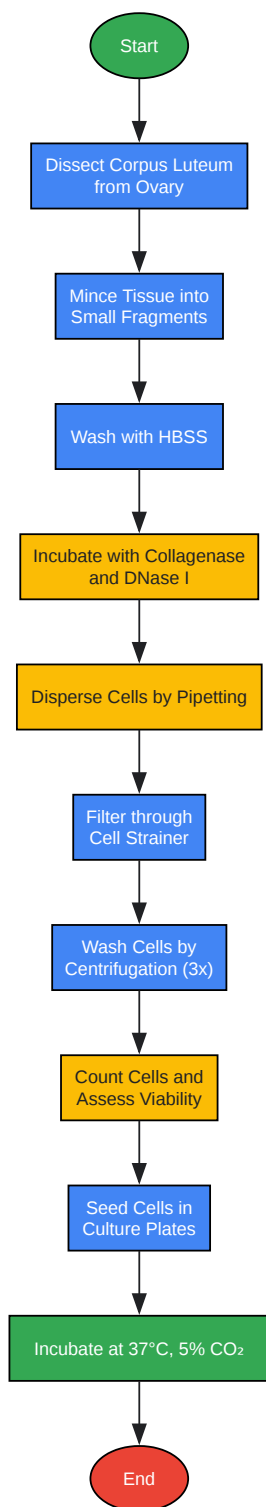 Start
Dissect Corpus Luteum
from Ovary
Mince Tissue into
Small Fragments
Wash with HBSS
Incubate with Collagenase
and DNase I
Disperse Cells by Pipetting
Filter through
Cell Strainer
Wash Cells by
Centrifugation (3x)
Count Cells and
Assess Viability
Seed Cells in
Culture Plates
Incubate at 37°C, 5% CO₂
End